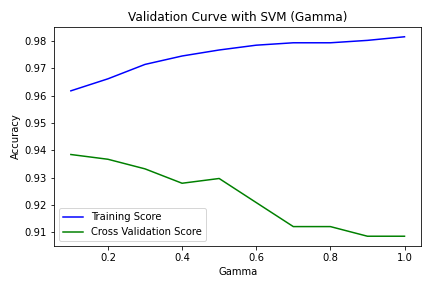 Validation Curve with SVM (Gamma)
0.98
0.97
0.96
0.95
0.94
0.93
0.92
0.91
Accuracy
Training Score
Cross Validation Score
0.2 0.4 0.6 0.8 1.0
Gamma